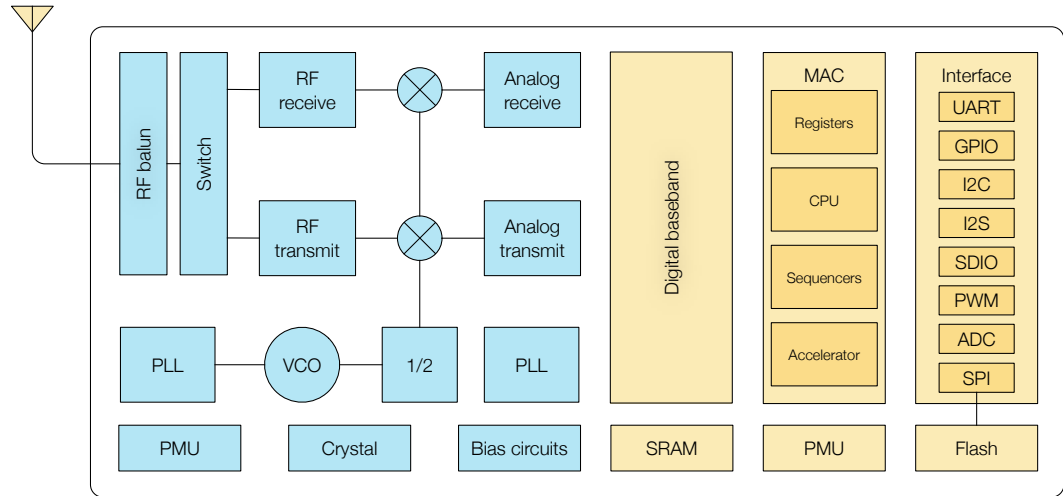 RF balun
Switch
RF
receive
Analog
receive
RF
transmit
Analog
transmit
PLL
VCO
1/2
PLL
PMU
Crystal
Bias circuits
Digital baseband
SRAM
MAC
Registers
CPU
Sequencers
Accelerator
PMU
Interface
UART
GPIO
I2C
I2S
SDIO
PWM
ADC
SPI
Flash